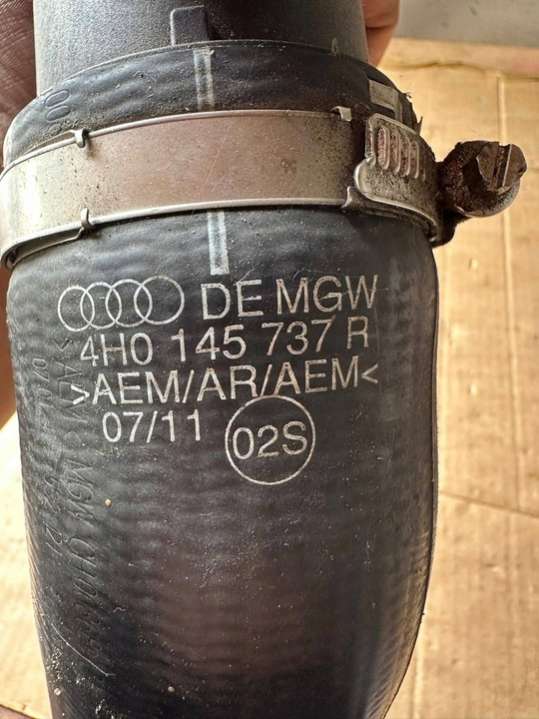 DE MGW
4H0 145 737 R
>AEM/AR/AEM<
07/11 02S